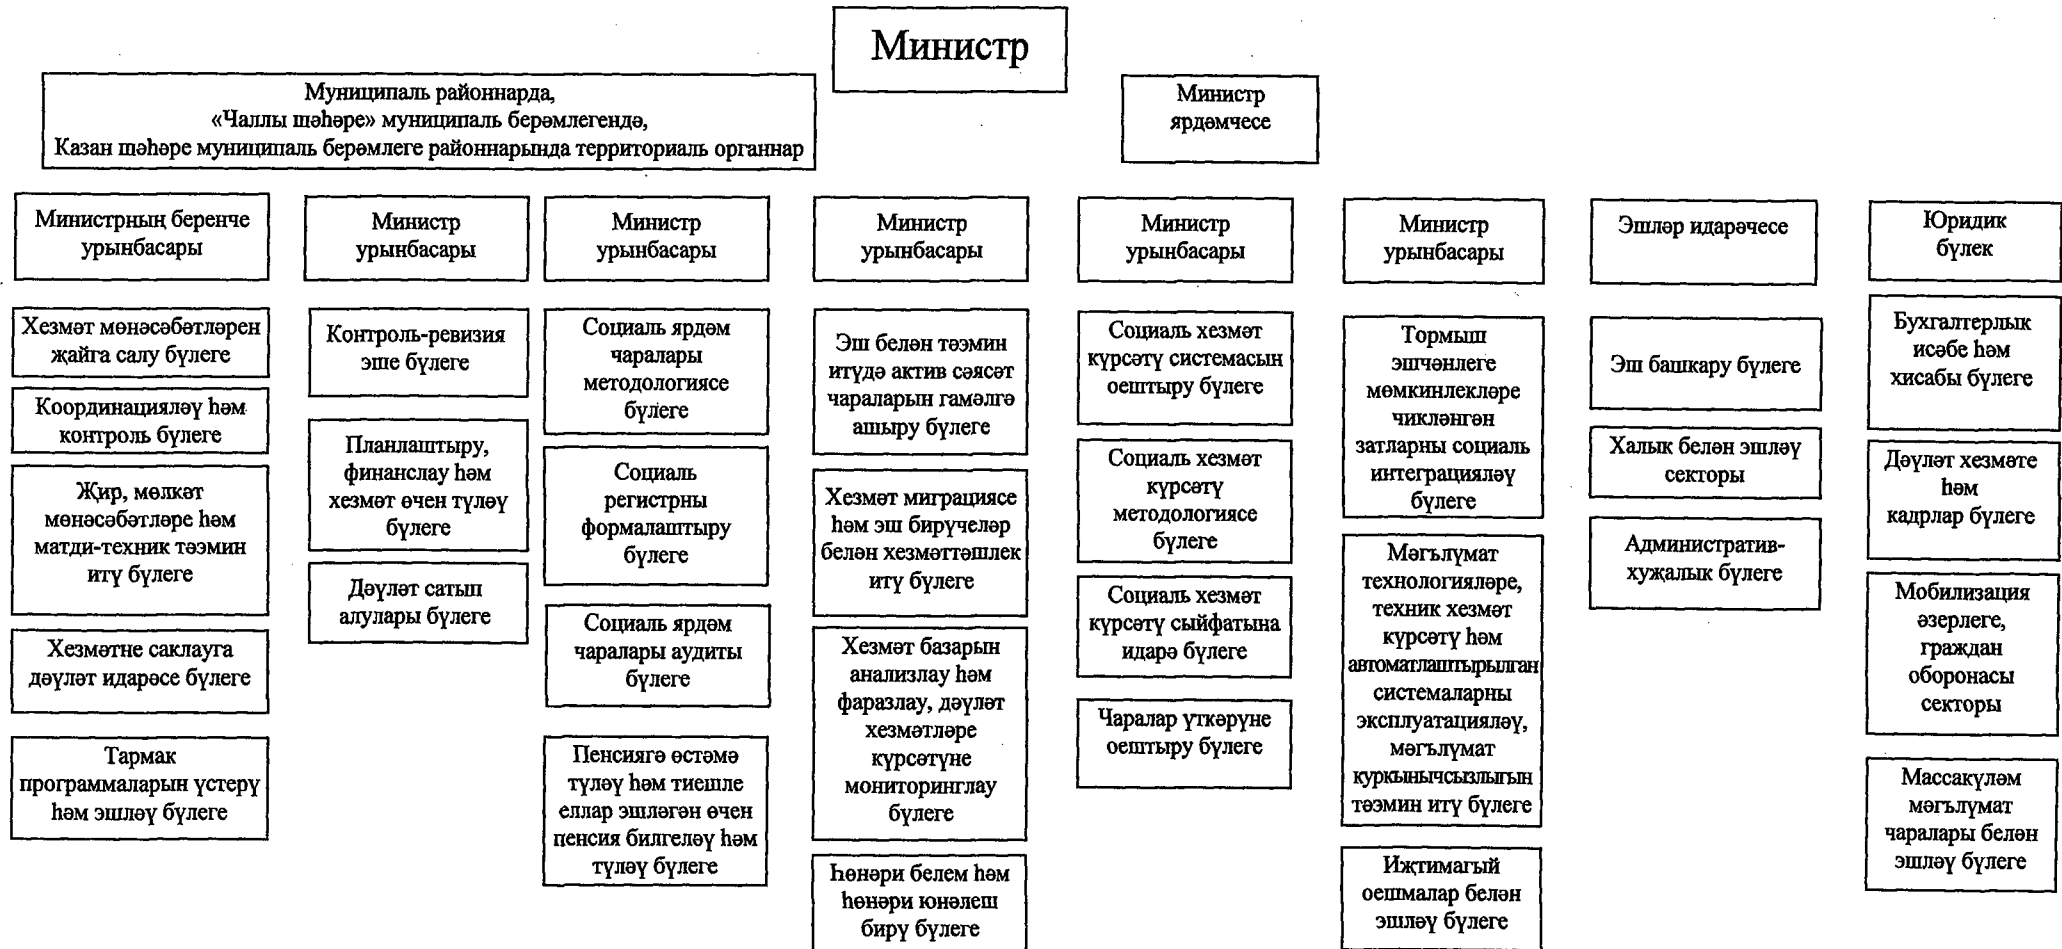 Министр
Муниципаль районнарда,
«Чаллы шәһәре» муниципаль берәмлегендә,
Казан шәһәре муниципаль берәмлеге районнарында территориаль органнар
Министр
ярдәмчесе
Министрның беренче
урынбасары
Хезмәт мөнәсәбәтләрен
җайга салу бүлеге
Координацияләү һәм
контроль бүлеге
Җир, мөлкәт
мөнәсәбәтләре һәм
матди-техник тәэмин
итү бүлеге
Хезмәтне саклауга
дәүләт идарәсе бүлеге
Тармак
программаларын үстерү
һәм эшләү бүлеге
Министр
урынбасары
Контроль-ревизия
эше бүлеге
Планлаштыру,
финанслау һәм
хезмәт өчен түләү
бүлеге
Дәүләт сатып
алулары бүлеге
Министр
урынбасары
Социаль ярдәм
чаралары
методологиясе
бүлеге
Социаль
регистрны
формалаштыру
бүлеге
Социаль ярдәм
чаралары аудиты
бүлеге
Пенсиягә өстәмә
түләү һәм тиешле
еллар эшләгән өчен
пенсия билгеләү һәм
түләү бүлеге
Министр
урынбасары
Эш белән тәэмин
итүдә актив сәясәт
чараларын гамәлгә
ашыру бүлеге
Хезмәт миграциясе
һәм эш бирүчеләр
белән хезмәттәшлек
итү бүлеге
Хезмәт базарын
анализлау һәм
фаразлау, дәүләт
хезмәтләре
күрсәтүне
мониторинглау
бүлеге
Һөнәри белем һәм
һөнәри юнәлеш
бирү бүлеге
Министр
урынбасары
Социаль хезмәт
күрсәтү системасын
оештыру бүлеге
Социаль хезмәт
күрсәтү
методологиясе
бүлеге
Социаль хезмәт
күрсәтү сыйфатына
идарә бүлеге
Чаралар үткәрүне
оештыру бүлеге
Министр
урынбасары
Тормыш
эшчәнлеге
мөмкинлекләре
чикләнгән
затларны социаль
интеграцияләү
бүлеге
Мәгълүмат
технологияләре,
техник хезмәт
күрсәтү һәм
автоматлаштырылган
системаларны
эксплуатацияләү,
мәгълүмат
куркынычсызлыгын
тәэмин итү бүлеге
Иҗтимагый
оешмалар белән
эшләү бүлеге
Эшләр идарәчесе
Эш башкару бүлеге
Халык белән эшләү
секторы
Административ-
хуҗалык бүлеге
Юридик
бүлек
Бухгалтерлык
исәбе һәм
хисабы бүлеге
Дәүләт хезмәте
һәм
кадрлар бүлеге
Мобилизация
әзерлеге,
граждан
оборонасы
секторы
Массакүләм
мәгълүмат
чаралары белән
эшләү бүлеге